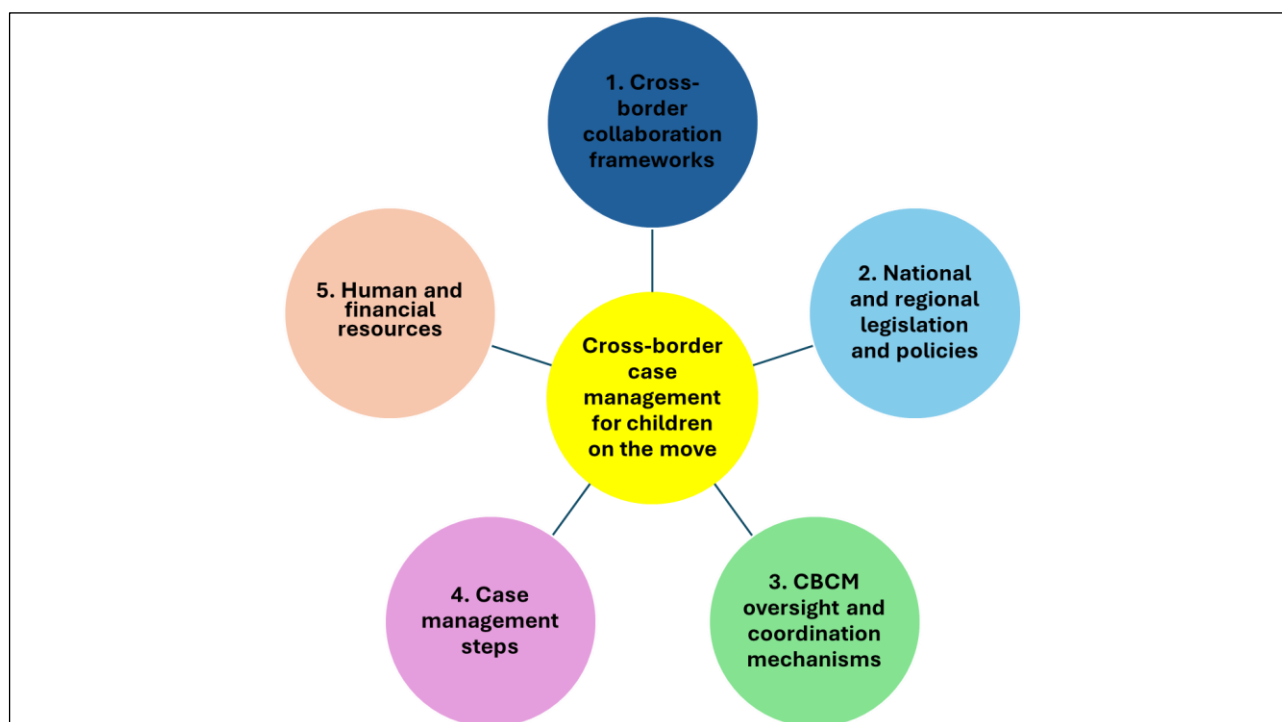 1. Cross-
border
collaboration
frameworks
2. National
and regional
legislation
and policies
3. CBCM
oversight and
coordination
mechanisms
4. Case
management
steps
5. Human and
financial
resources
Cross-border
case
management
for children
on the move